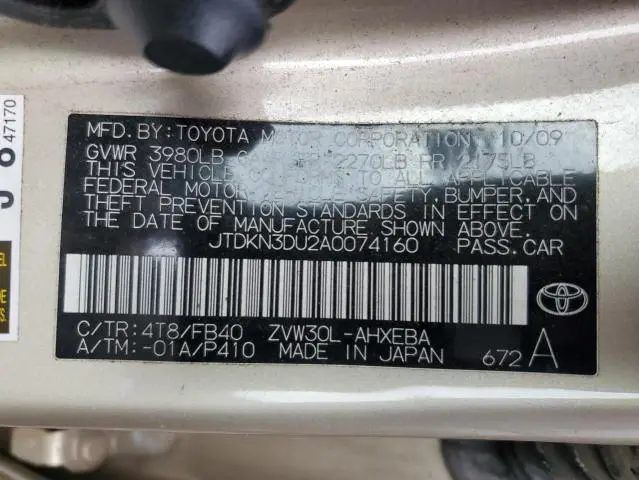 MFD. BY: TOYOTA MOTOR CORPORATION 10/09
GVWR 3980LB 2270LB RR 2175LB
THIS VEHICLE TO ALL APPLICABLE
FEDERAL MOTOR SAFETY, BUMPER, AND
THEFT PREVENTION STANDARDS IN EFFECT ON
THE DATE OF MANUFACTURE SHOWN ABOVE.
JTDKN3DU2A0074160 PASS.CAR
C/TR: 4T8/FB40 ZVW30L-AHXEBA
A/TM: -01A/P410 MADE IN JAPAN 672 A
47170